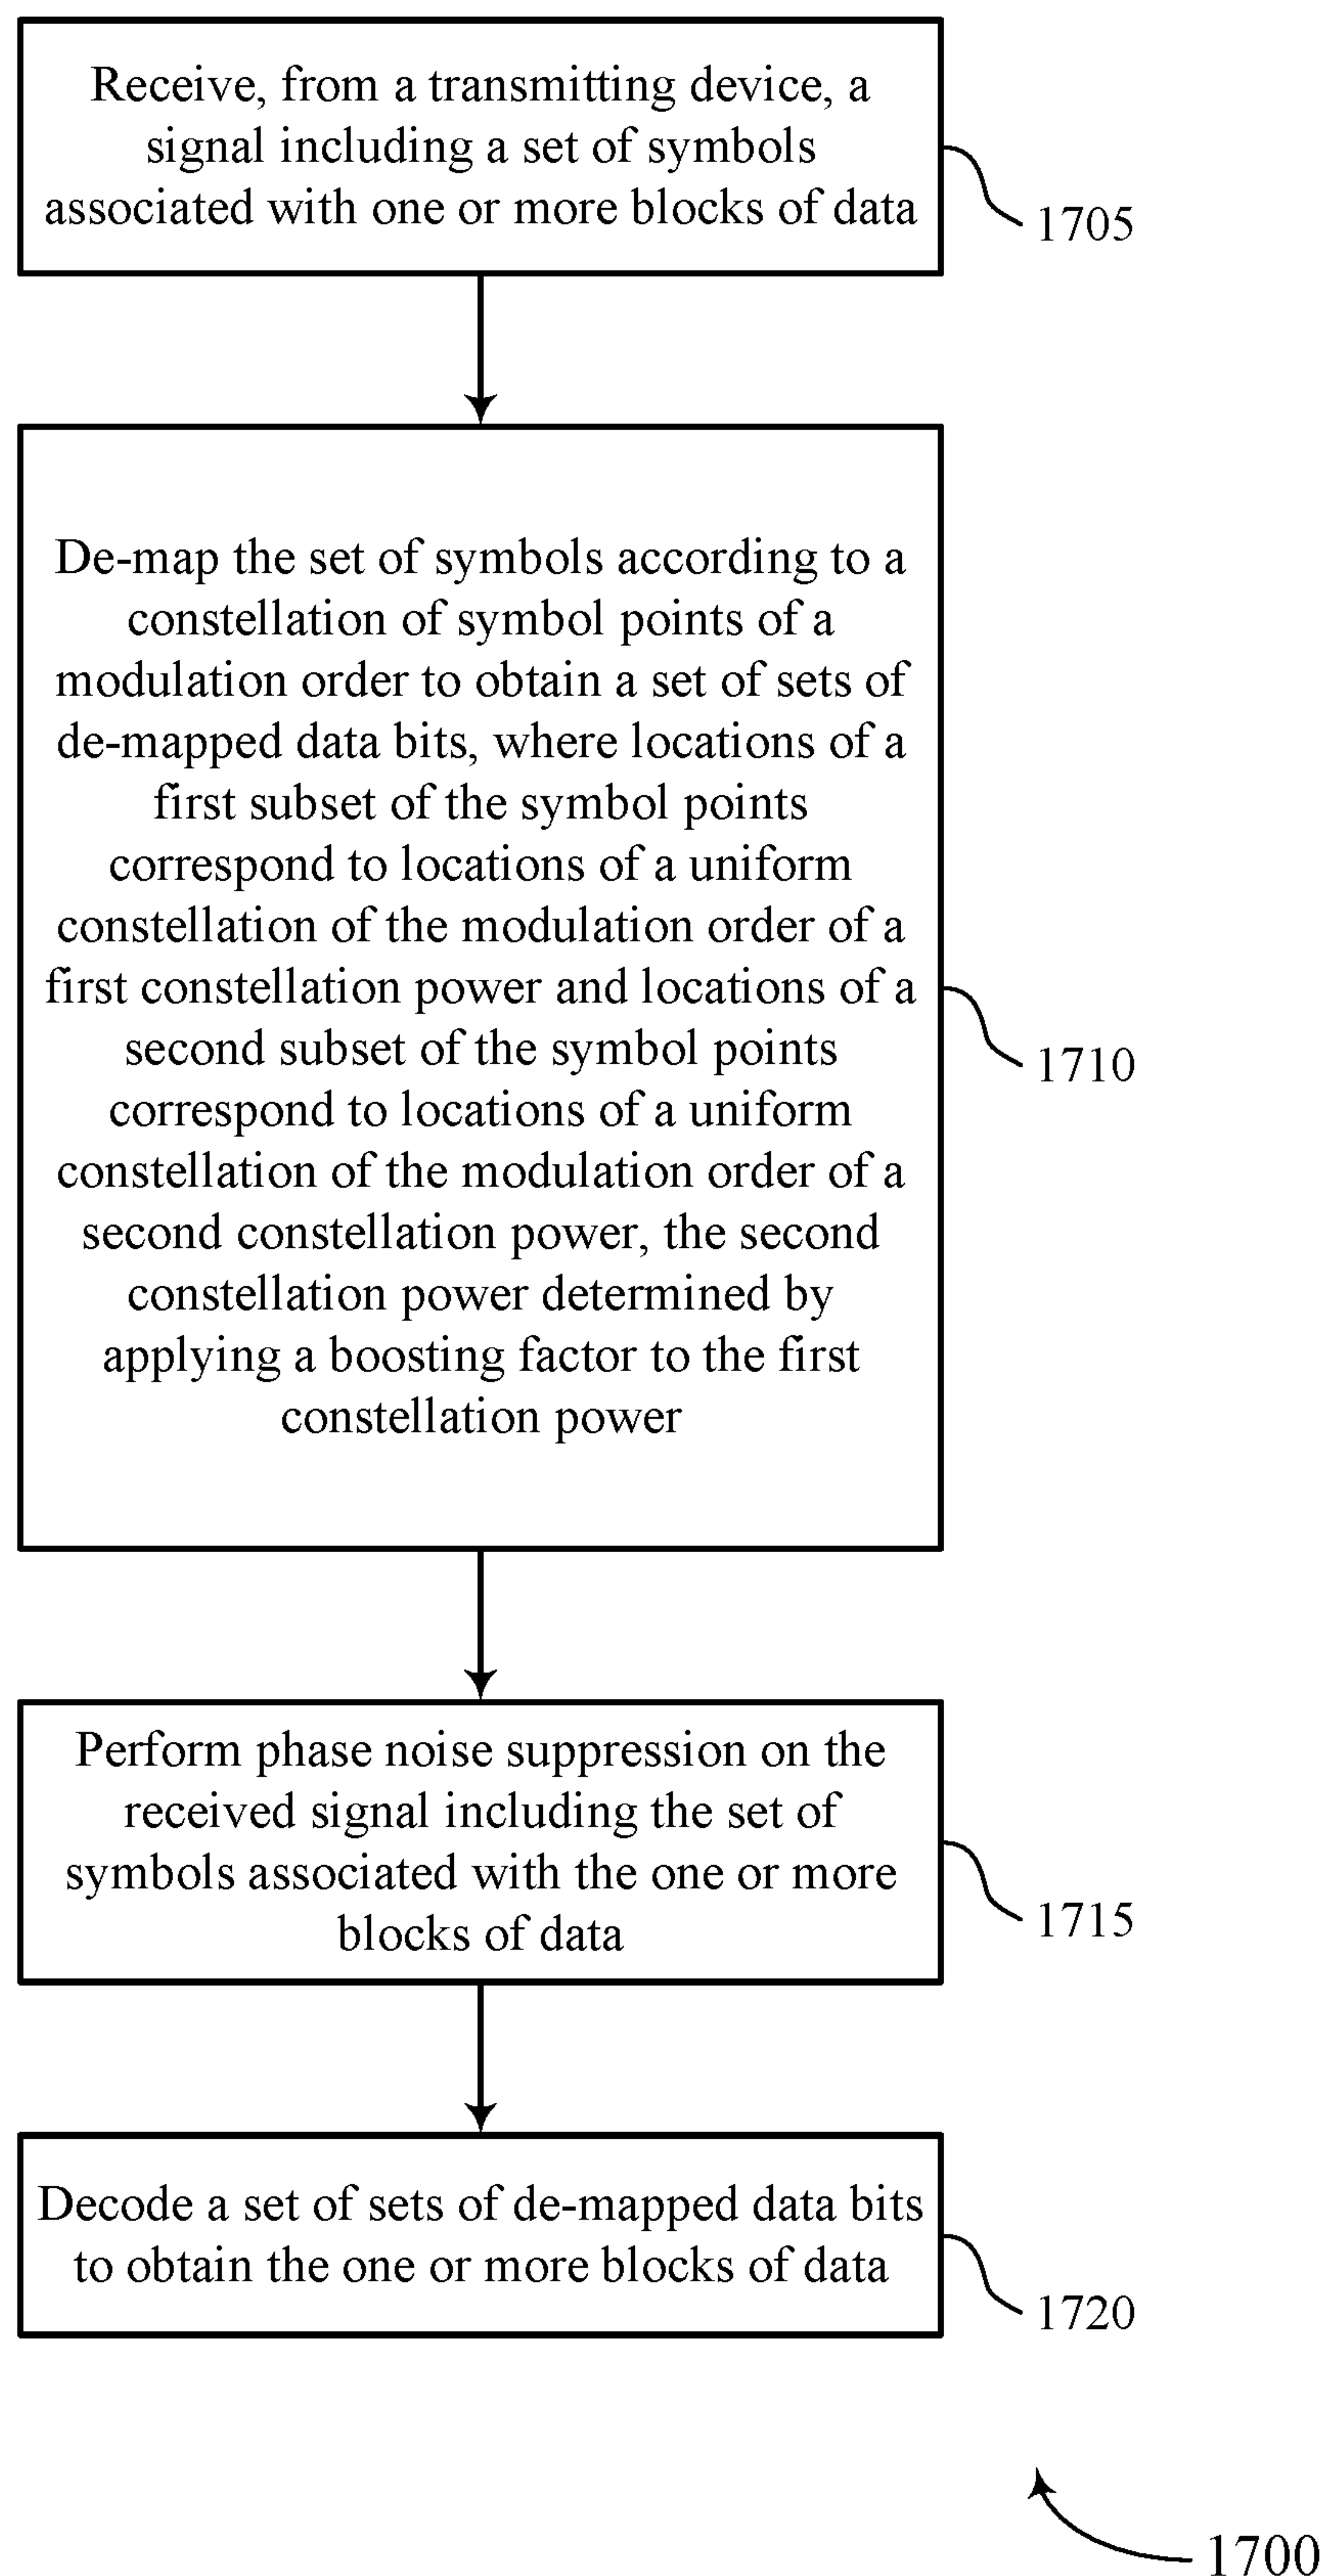 Receive, from a transmitting device, a
signal including a set of symbols
associated with one or more blocks of data
1705
De-map the set of symbols according to a
constellation of symbol points of a
modulation order to obtain a set of sets of
de-mapped data bits, where locations of a
first subset of the symbol points
correspond to locations of a uniform
constellation of the modulation order of a
first constellation power and locations of a
second subset of the symbol points
correspond to locations of a uniform
constellation of the modulation order of a
second constellation power, the second
constellation power determined by
applying a boosting factor to the first
constellation power
1710
Perform phase noise suppression on the
received signal including the set of
symbols associated with the one or more
blocks of data
1715
Decode a set of sets of de-mapped data bits
to obtain the one or more blocks of data
1720
1700